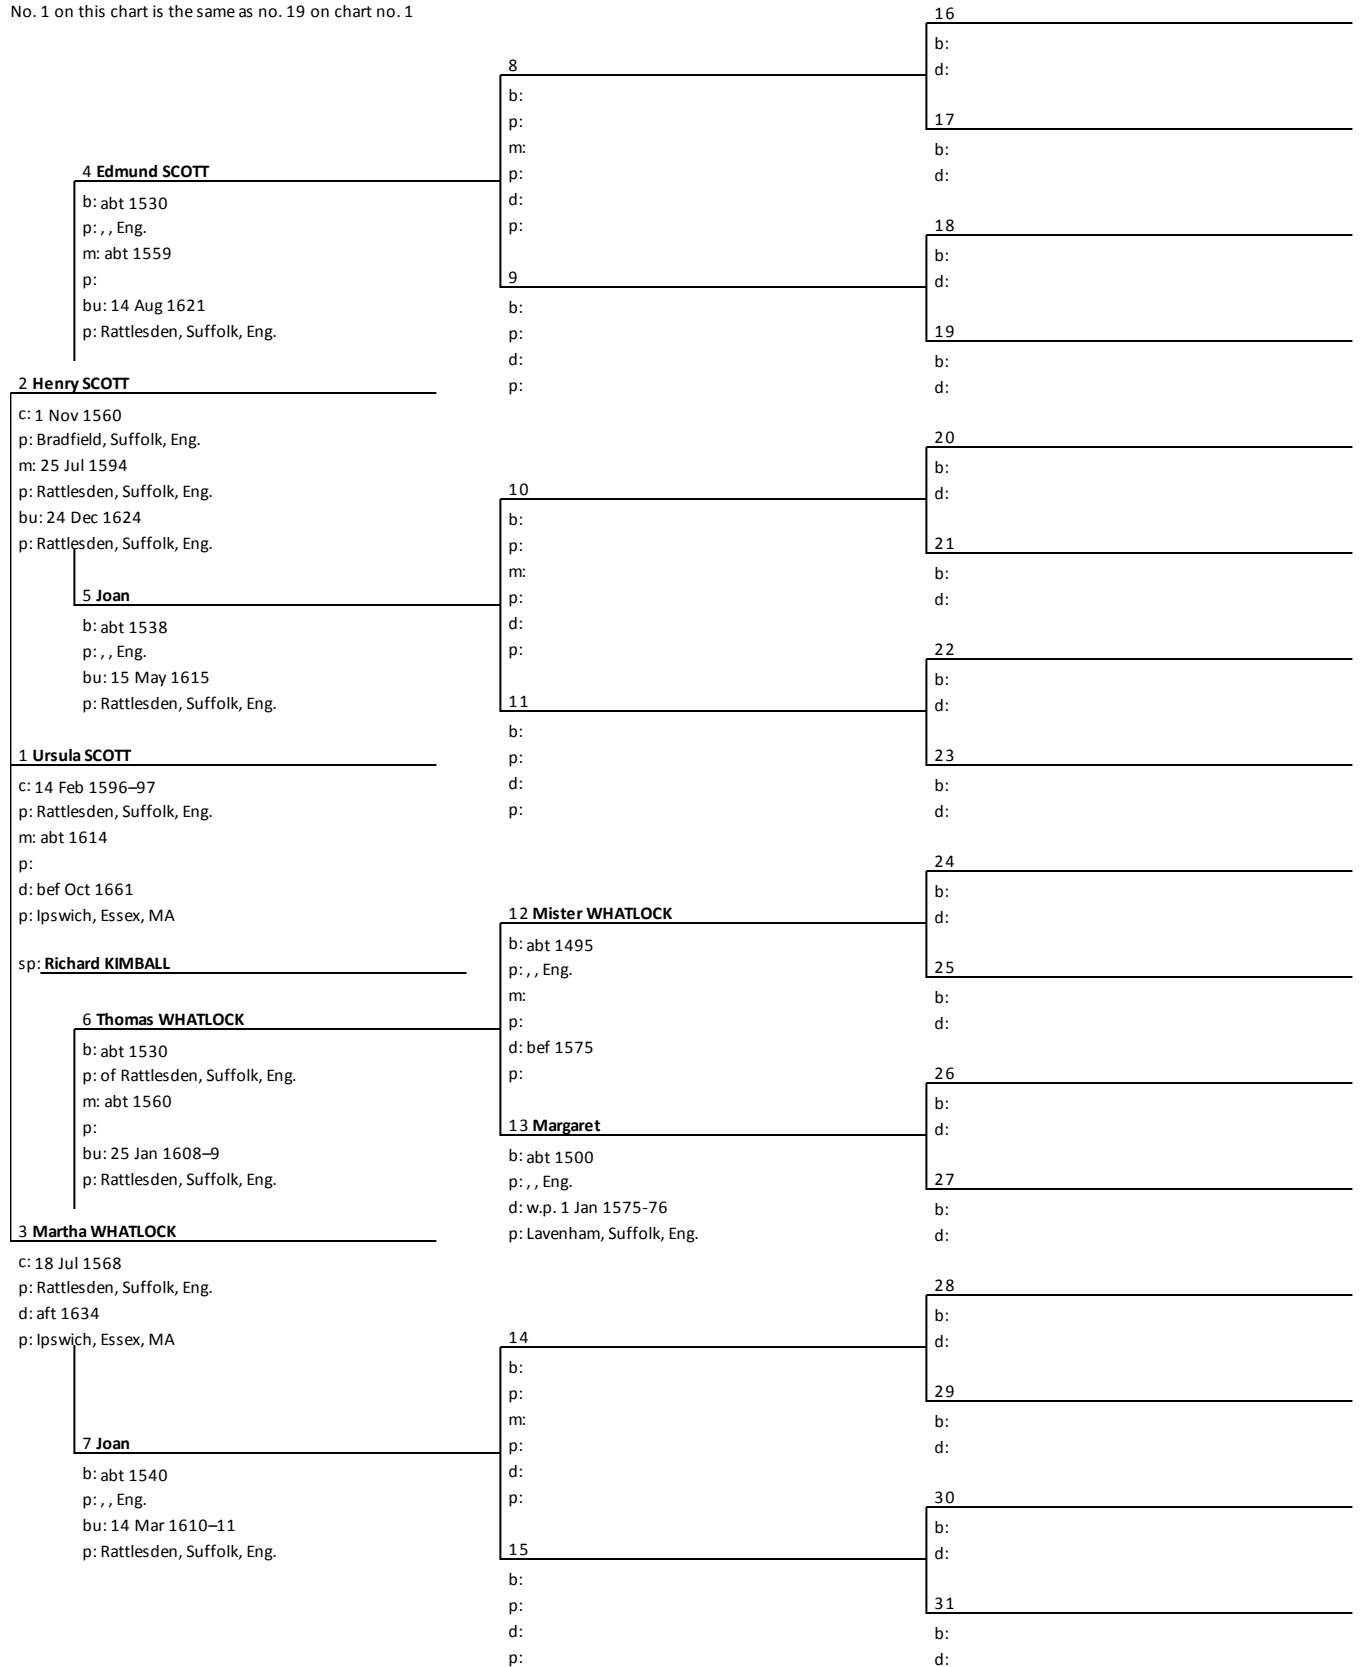 No. 1 on this chart is the same as no. 19 on chart no. 1
4 Edmund SCOTT
b: abt 1530
p: , , Eng.
m: abt 1559
p:
bu: 14 Aug 1621
p: Rattlesden, Suffolk, Eng.
2 Henry SCOTT
c: 1 Nov 1560
p: Bradfield, Suffolk, Eng.
m: 25 Jul 1594
p: Rattlesden, Suffolk, Eng.
bu: 24 Dec 1624
p: Rattlesden, Suffolk, Eng.
5 Joan
b: abt 1538
p: , , Eng.
bu: 15 May 1615
p: Rattlesden, Suffolk, Eng.
1 Ursula SCOTT
c: 14 Feb 1596–97
p: Rattlesden, Suffolk, Eng.
m: abt 1614
p:
d: bef Oct 1661
p: Ipswich, Essex, MA
sp: Richard KIMBALL
6 Thomas WHATLOCK
b: abt 1530
p: of Rattlesden, Suffolk, Eng.
m: abt 1560
p:
bu: 25 Jan 1608–9
p: Rattlesden, Suffolk, Eng.
3 Martha WHATLOCK
c: 18 Jul 1568
p: Rattlesden, Suffolk, Eng.
d: aft 1634
p: Ipswich, Essex, MA
7 Joan
b: abt 1540
p: , , Eng.
bu: 14 Mar 1610–11
p: Rattlesden, Suffolk, Eng.
8
b:
p:
m:
p:
d:
p:
9
b:
p:
d:
p:
10
b:
p:
m:
p:
d:
p:
11
b:
p:
d:
p:
12 Mister WHATLOCK
b: abt 1495
p: , , Eng.
m:
p:
d: bef 1575
p:
13 Margaret
b: abt 1500
p: , , Eng.
d: w.p. 1 Jan 1575-76
p: Lavenham, Suffolk, Eng.
14
b:
p:
m:
p:
d:
p:
15
b:
p:
d:
p:
16
b:
d:
17
b:
d:
18
b:
d:
19
b:
d:
20
b:
d:
21
b:
d:
22
b:
d:
23
b:
d:
24
b:
d:
25
b:
d:
26
b:
d:
27
b:
d:
28
b:
d:
29
b:
d:
30
b:
d:
31
b:
d: